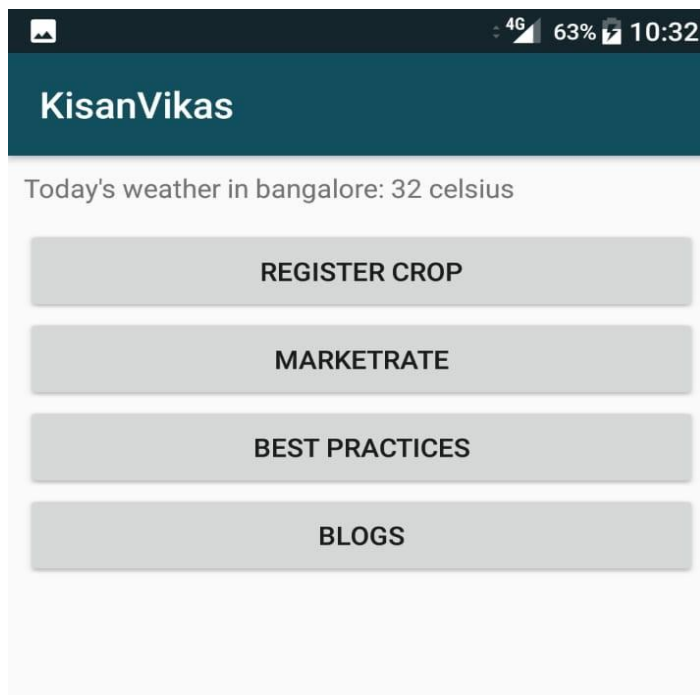 4G 63% 10:32
KisanVikas
Today's weather in bangalore: 32 celsius
REGISTER CROP
MARKETRATE
BEST PRACTICES
BLOGS